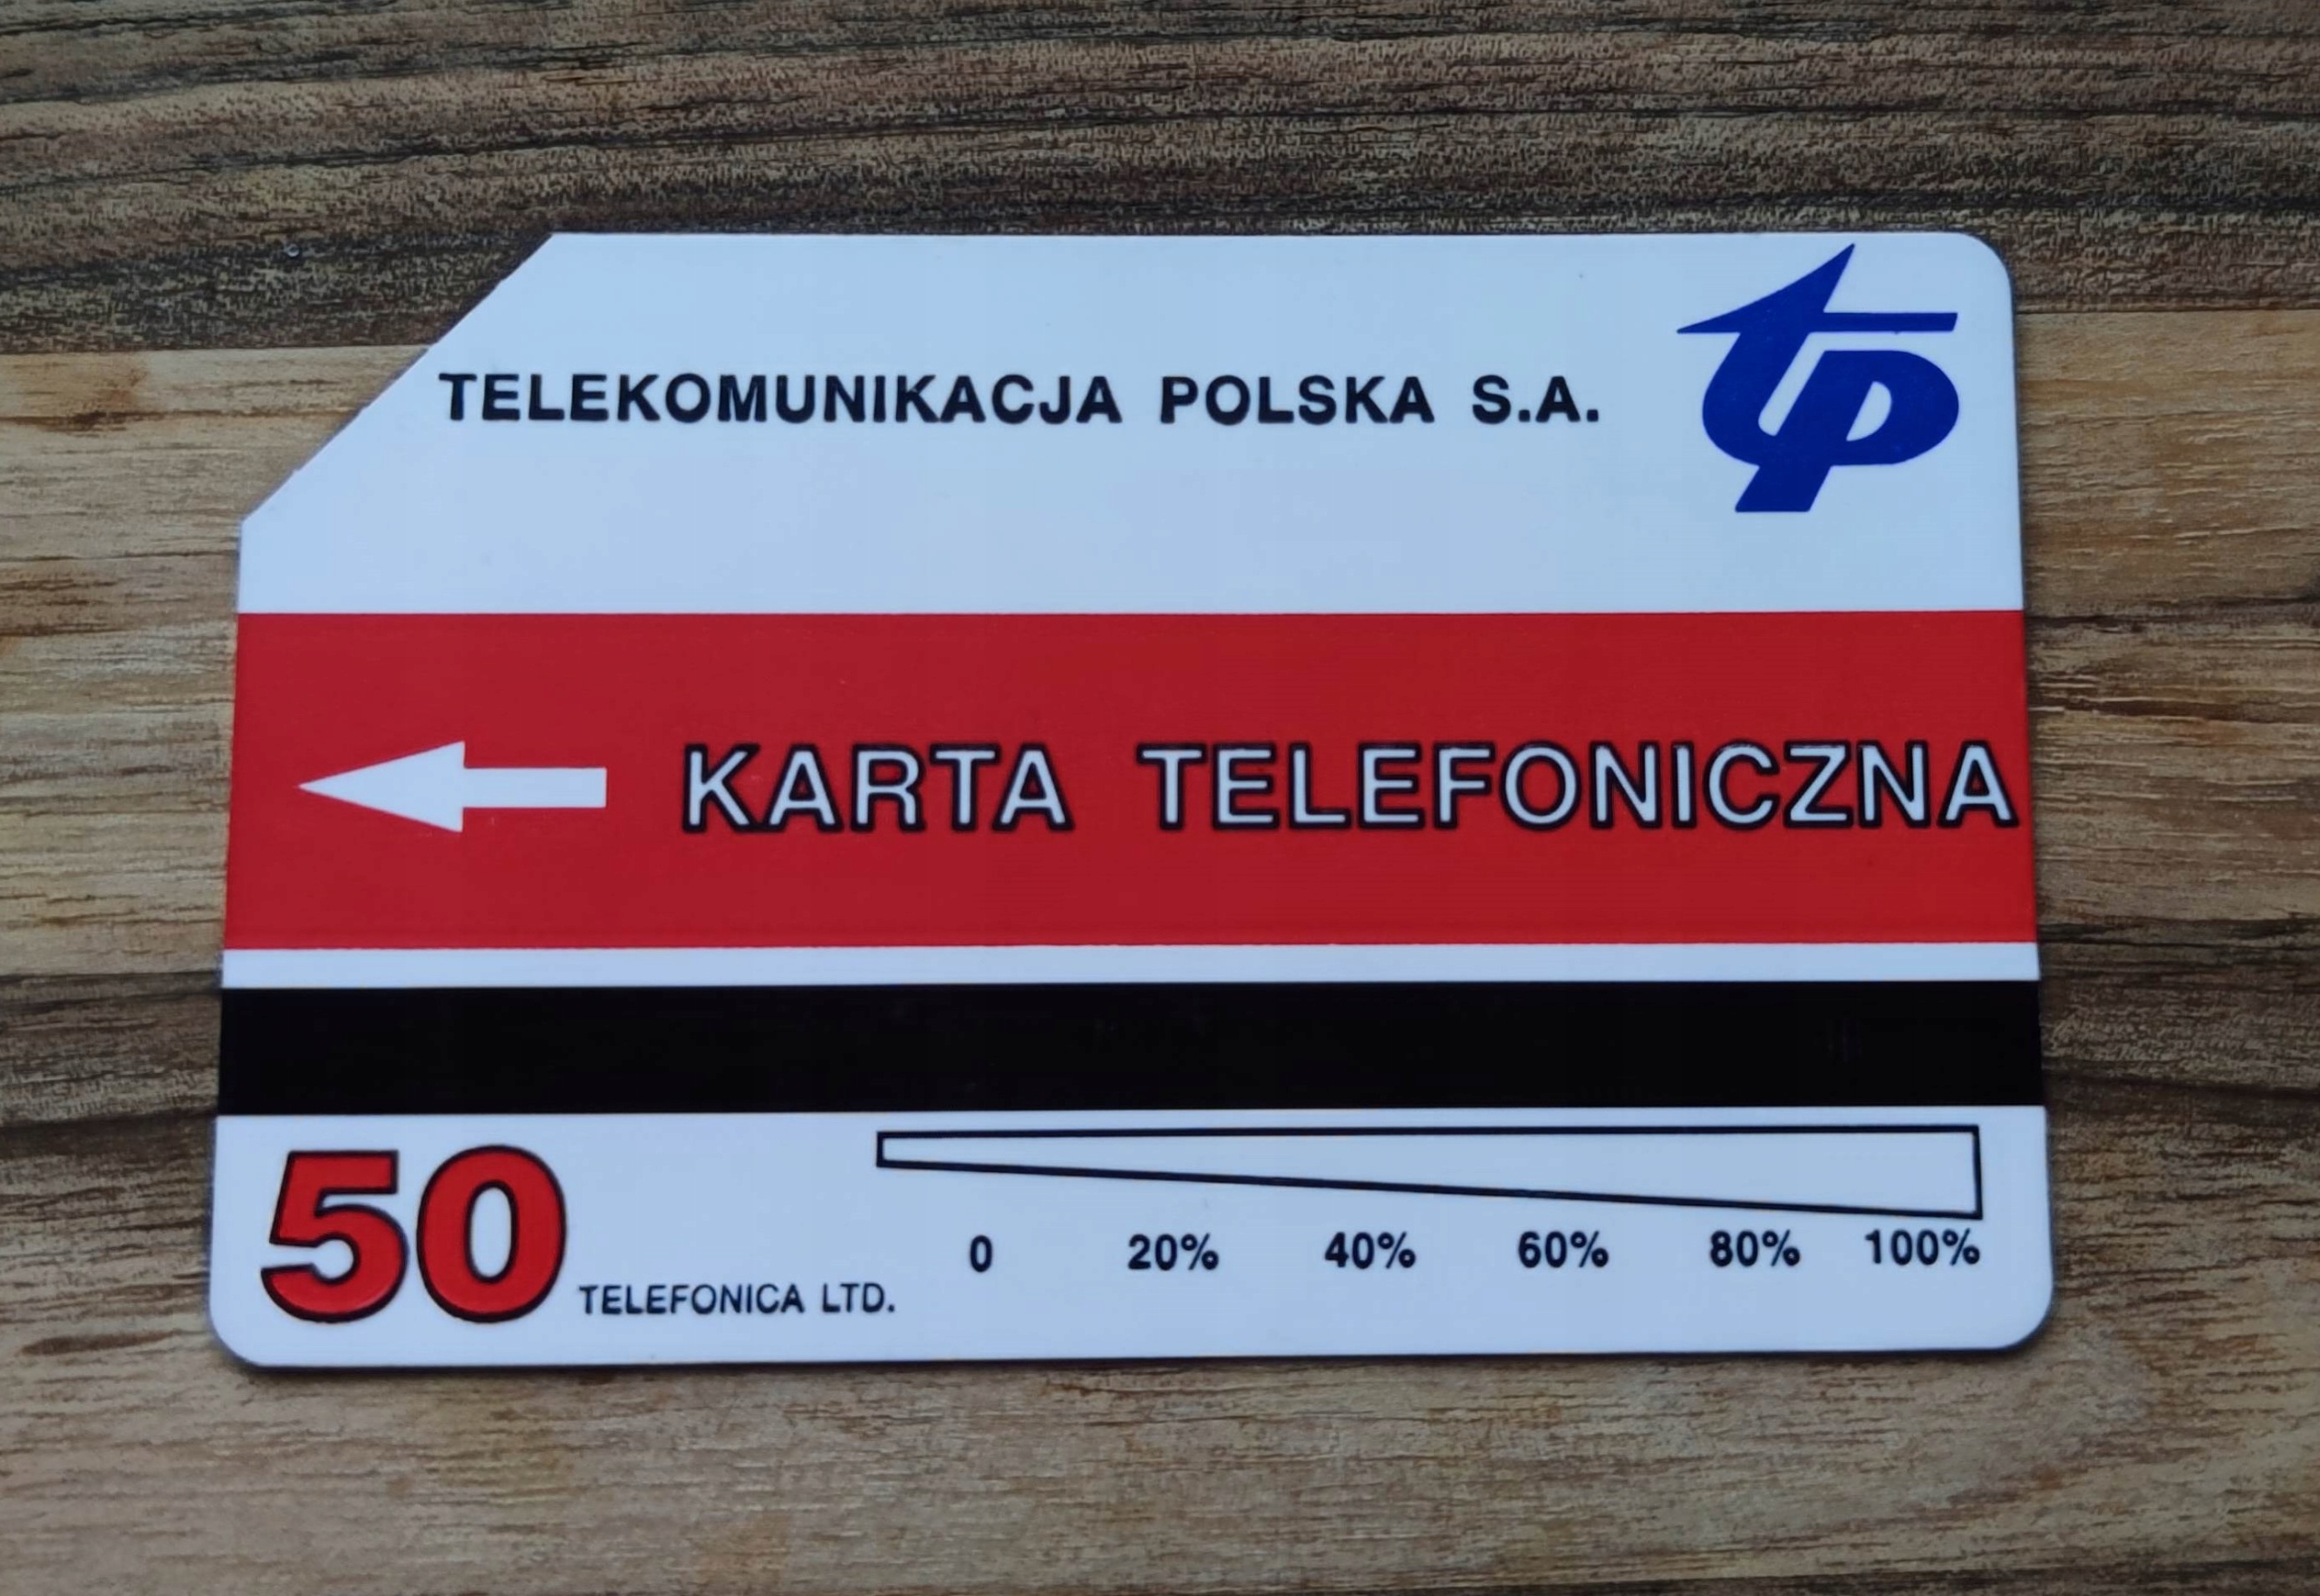 TELEKOMUNIKACJA POLSKA S.A.
tp
KARTA TELEFONICZNA
50
TELEFONICA LTD.
0 20% 40% 60% 80% 100%